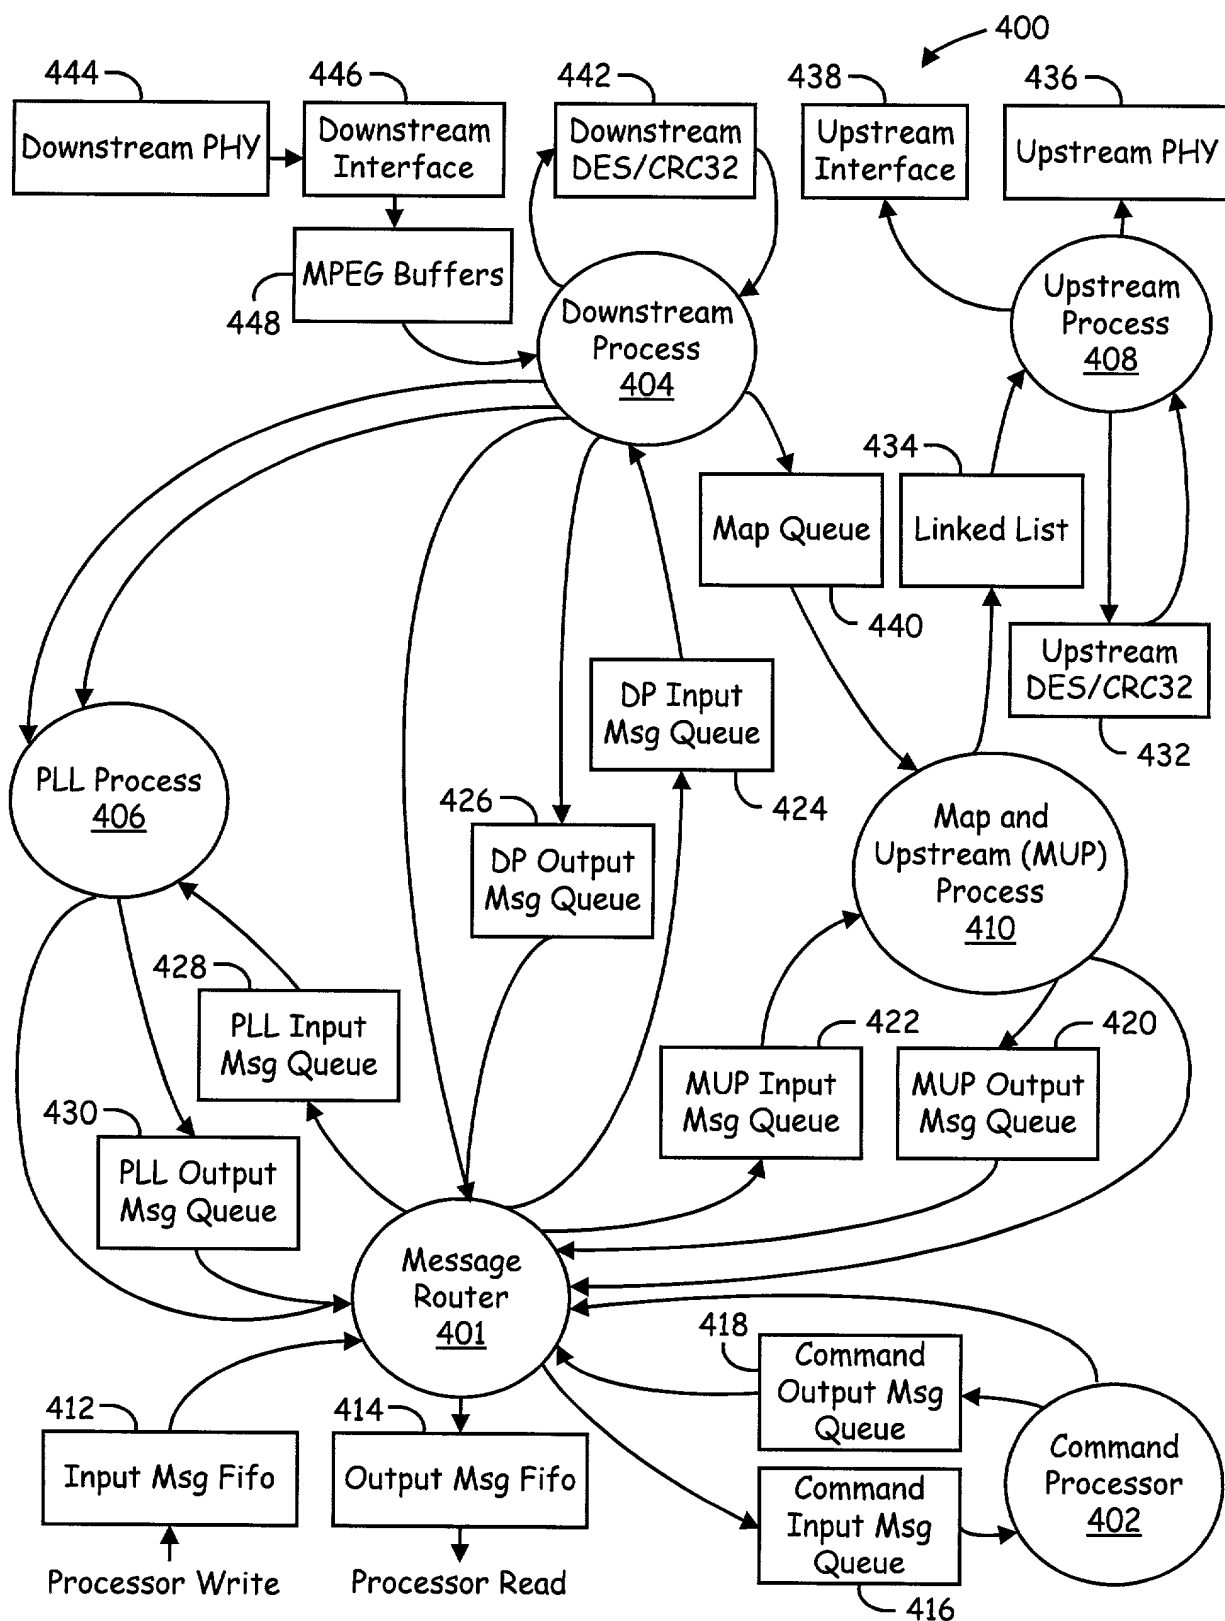 400
444
446
442
438
436
Downstream PHY
Downstream
Interface
Downstream
DES/CRC32
Upstream
Interface
Upstream PHY
MPEG Buffers
448
Downstream
Process
404
Upstream
Process
408
434
Map Queue
440
Linked List
Upstream
DES/CRC32
432
DP Input
Msg Queue
424
PLL Process
406
426
DP Output
Msg Queue
Map and
Upstream (MUP)
Process
410
428
PLL Input
Msg Queue
422
MUP Input
Msg Queue
420
MUP Output
Msg Queue
430
PLL Output
Msg Queue
Message
Router
401
418
Command
Output Msg
Queue
412
Input Msg Fifo
414
Output Msg Fifo
Command
Input Msg
Queue
416
Command
Processor
402
Processor Write
Processor Read